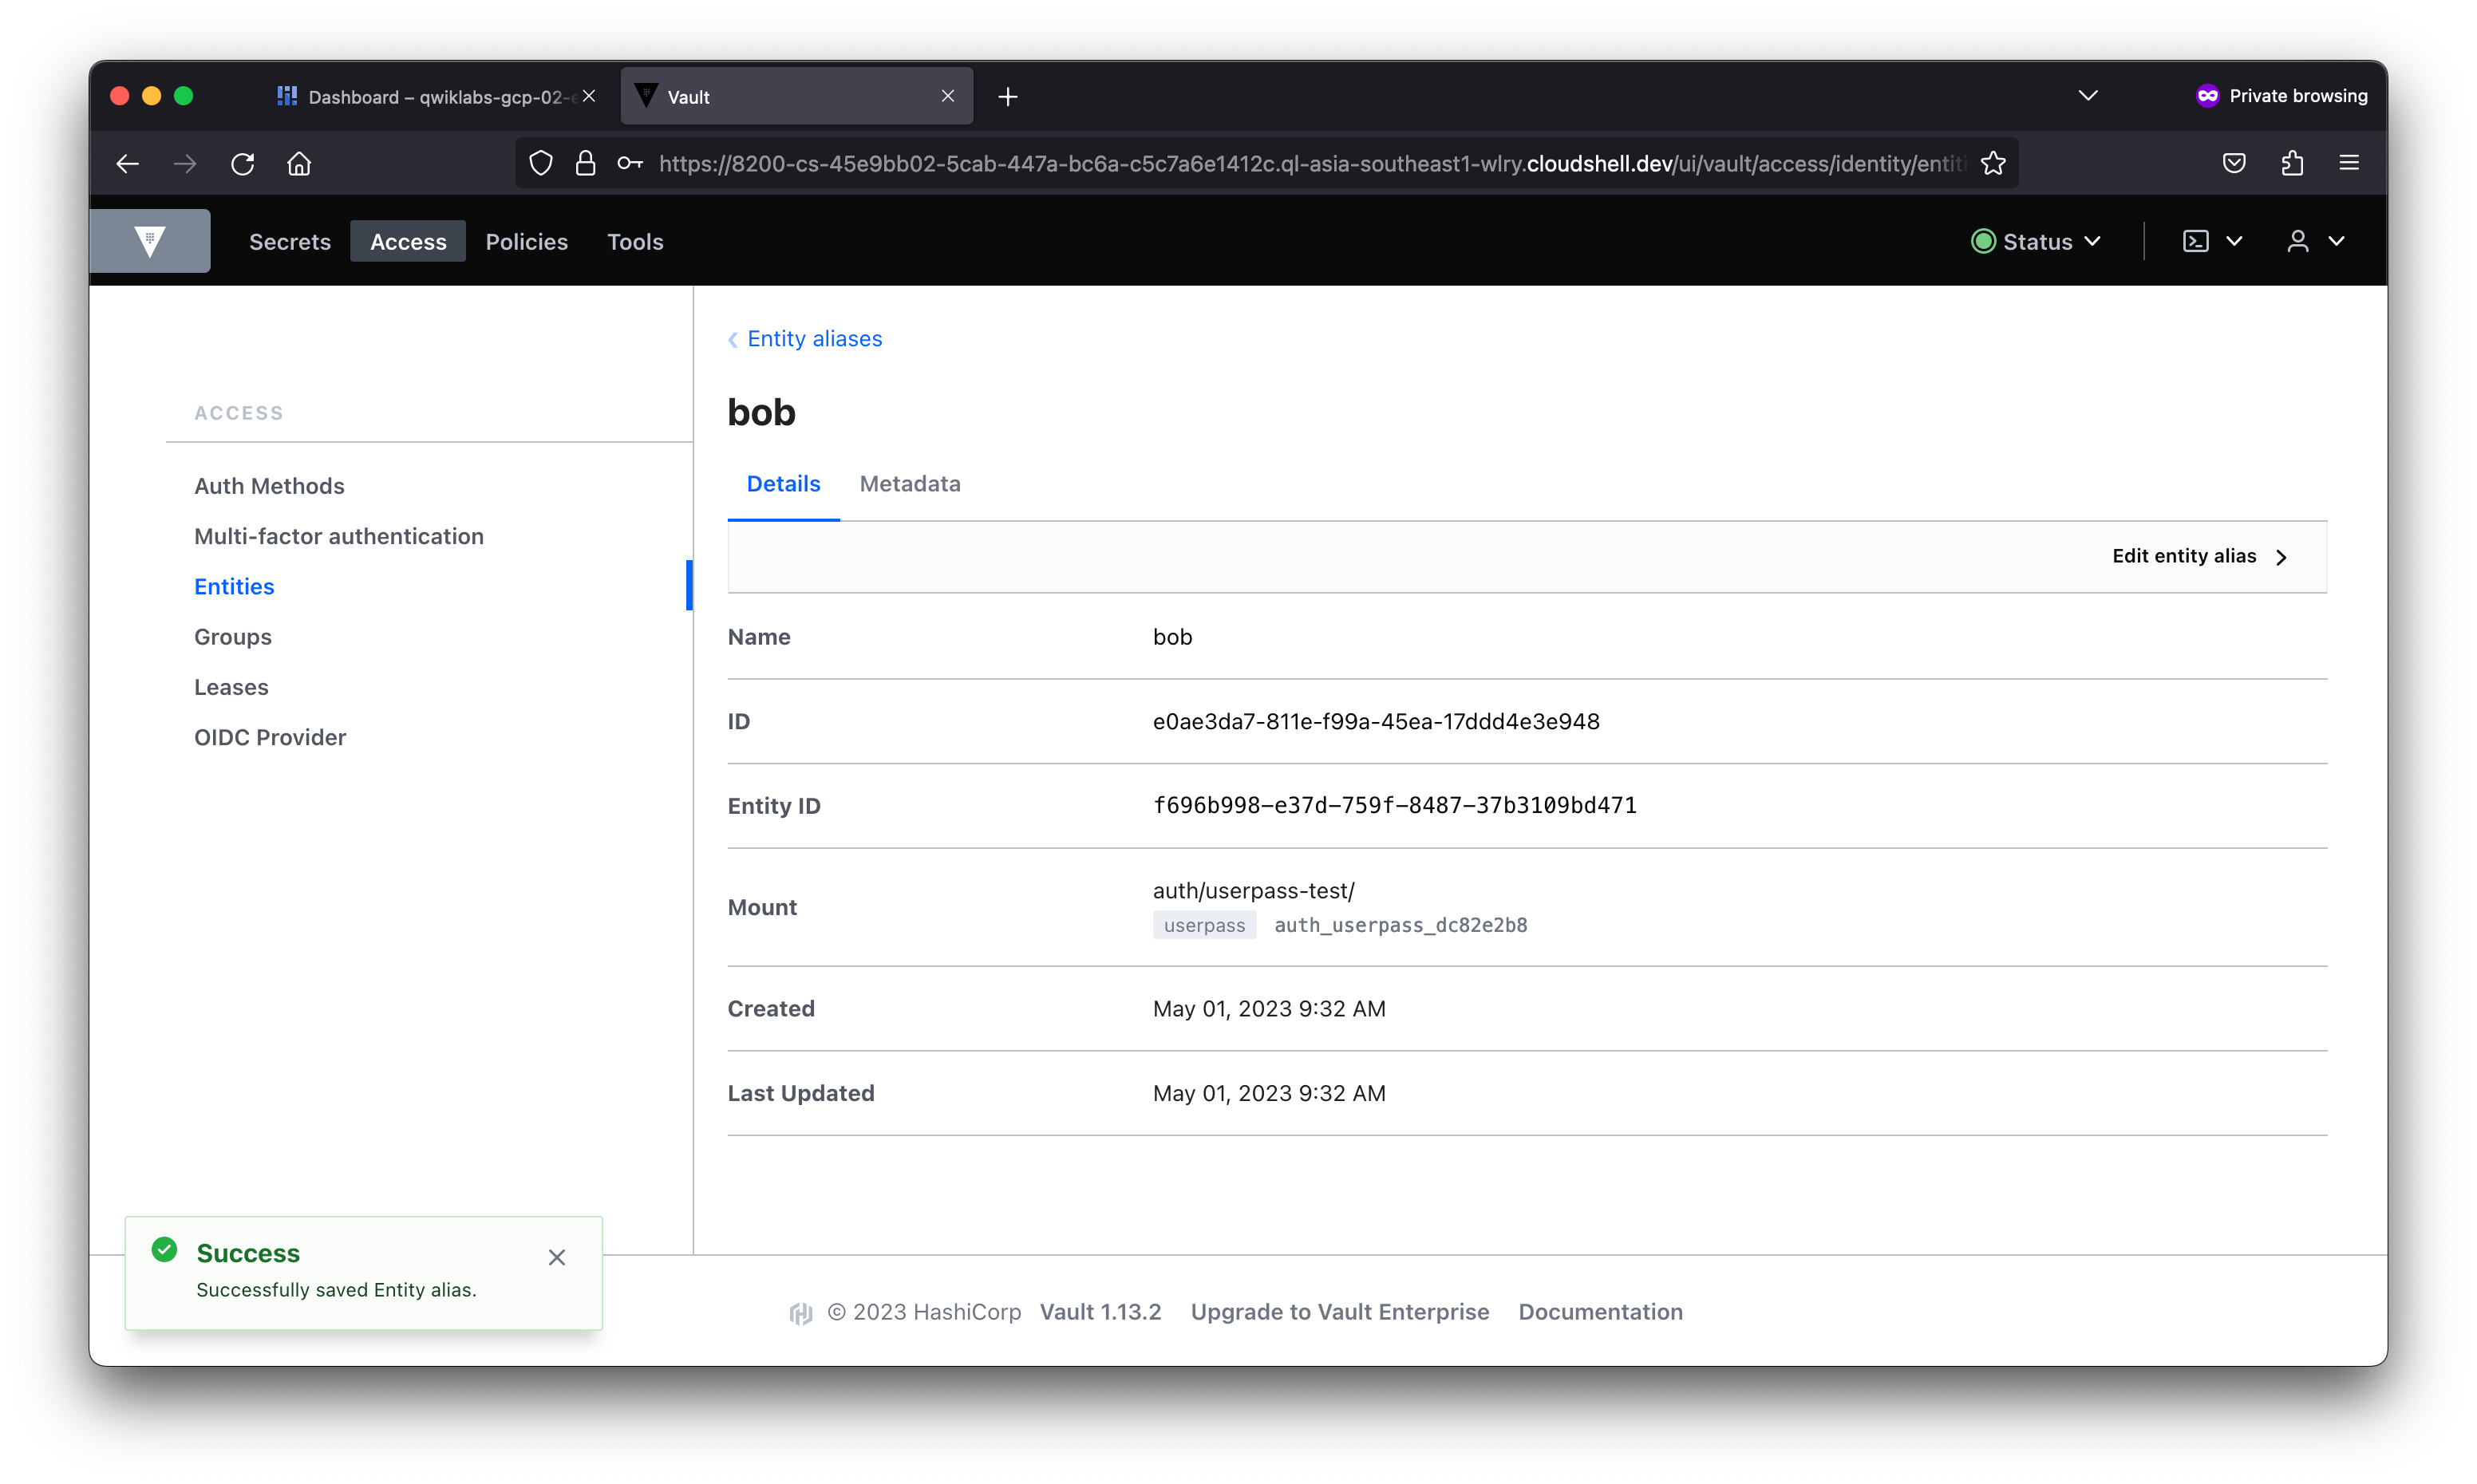 Dashboard – qwiklabs-gcp-02-
Vault
Private browsing
https://8200-cs-45e9bb02-5cab-447a-bc6a-c5c7a6e1412c.ql-asia-southeast1-wlry.cloudshell.dev/ui/vault/access/identity/entiti
Secrets
Access
Policies
Tools
Status
ACCESS
Auth Methods
Multi-factor authentication
Entities
Groups
Leases
OIDC Provider
Entity aliases
bob
Details
Metadata
Edit entity alias
Name bob
ID e0ae3da7-811e-f99a-45ea-17ddd4e3e948
Entity ID f696b998-e37d-759f-8487-37b3109bd471
Mount auth/userpass-test/
userpass auth_userpass_dc82e2b8
Created May 01, 2023 9:32 AM
Last Updated May 01, 2023 9:32 AM
Success
Successfully saved Entity alias.
© 2023 HashiCorp Vault 1.13.2 Upgrade to Vault Enterprise Documentation